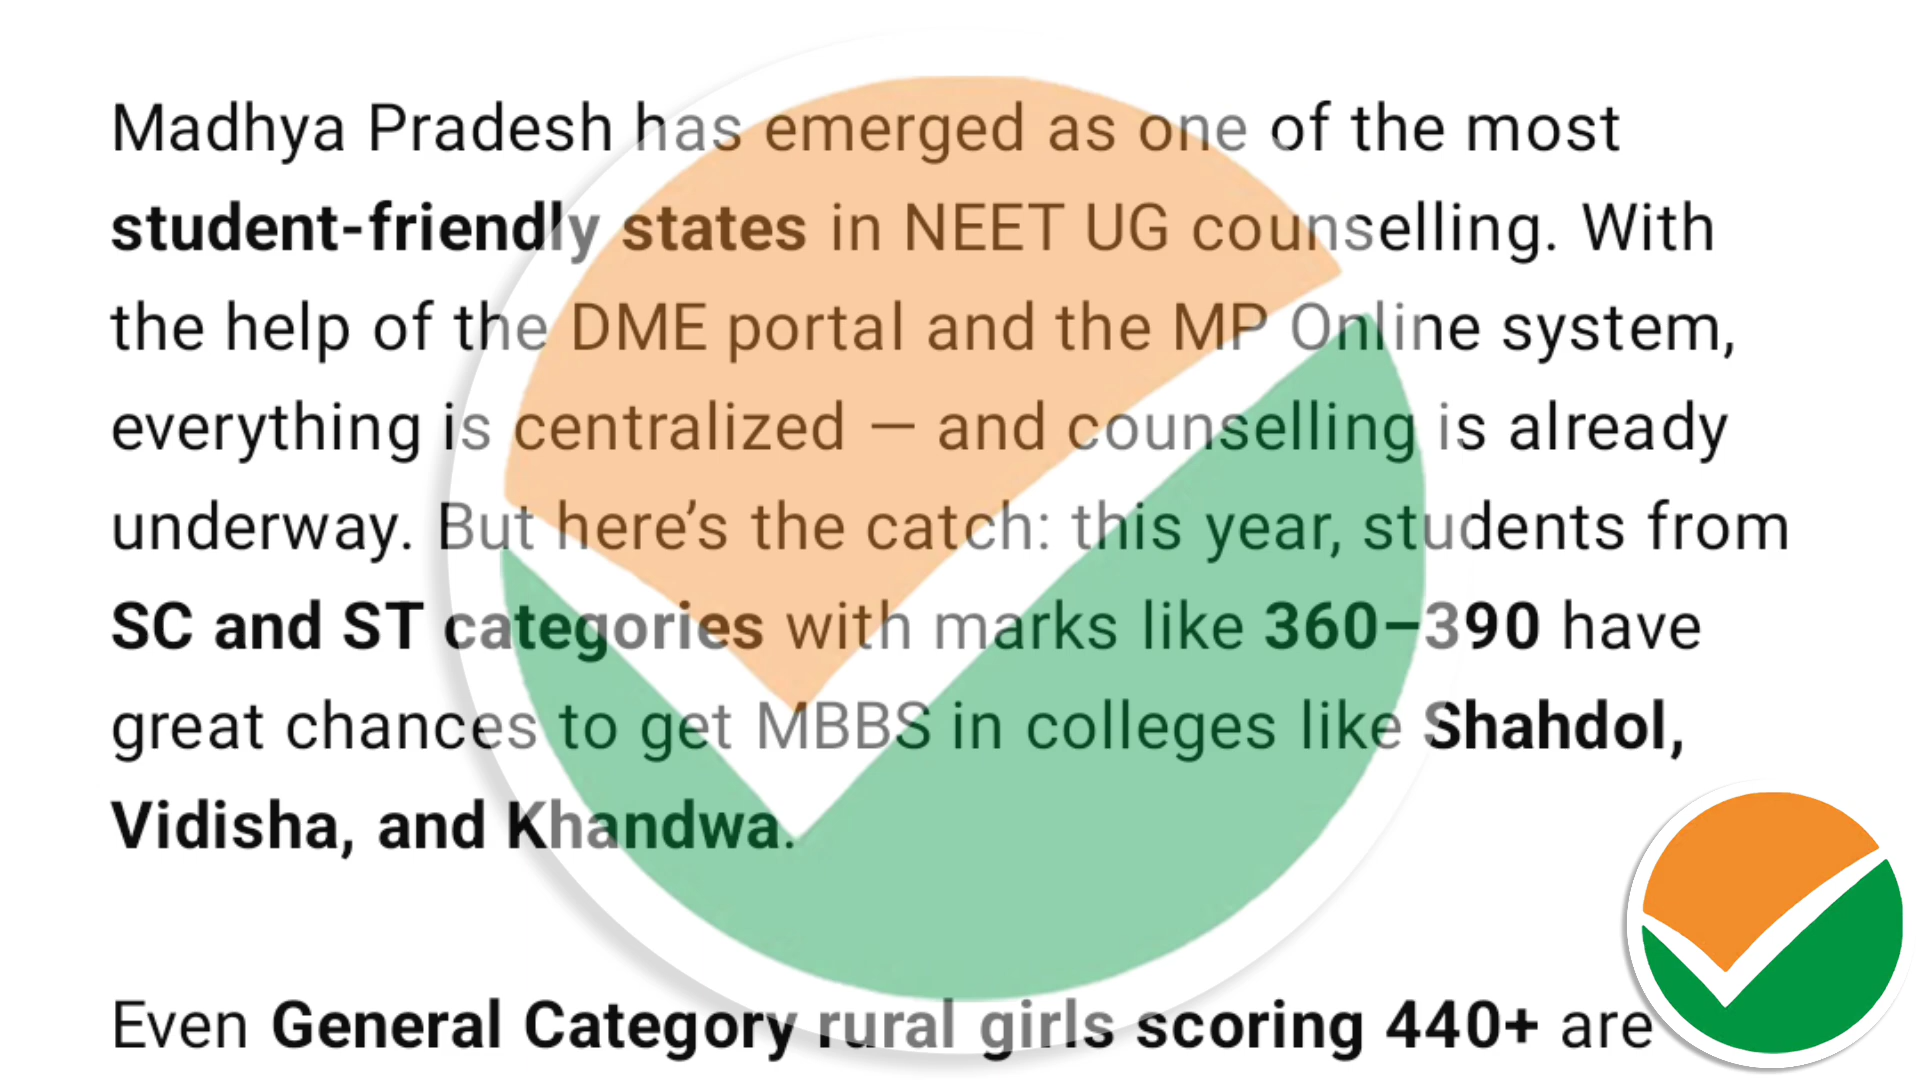 Madhya Pradesh has emerged as one of the most
student-friendly states in NEET UG counselling. With
the help of the DME portal and the MP Online system,
everything is centralized — and counselling is already
underway. But here’s the catch: this year, students from
SC and ST categories with marks like 360–390 have
great chances to get MBBS in colleges like Shahdol,
Vidisha, and Khandwa.
Even General Category rural girls scoring 440+ are